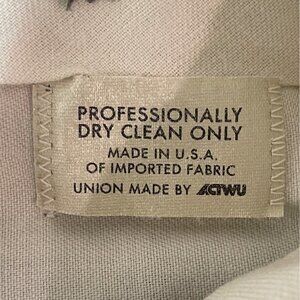 PROFESSIONALLY
DRY CLEAN ONLY
MADE IN U.S.A.
OF IMPORTED FABRIC
UNION MADE BY ACTWU